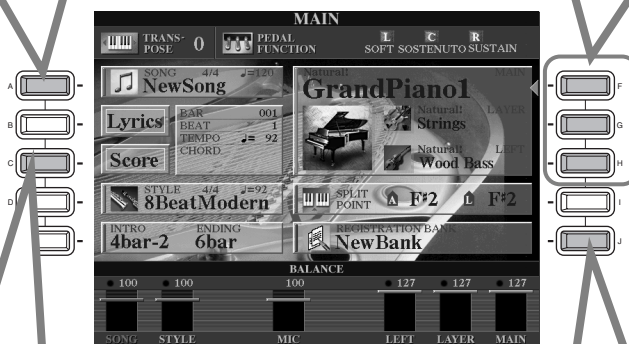 MAIN
TRANS-
POSE 0
PEDAL
FUNCTION
L C R
SOFT SOSTENUTO SUSTAIN
SONG 4/4 ♩=120
NewSong
Natural! MAIN
GrandPiano1
Lyrics
BAR 001
BEAT 1
TEMPO ♩= 92
CHORD
Natural! LAYER
Strings
Score
Natural! LEFT
Wood Bass
STYLE 4/4 ♩=92
8BeatModern
SPLIT
POINT A F♯2 L F♯2
INTRO ENDING
4bar-2 6bar
REGISTRATION BANK
NewBank
BALANCE
100 100 100 127 127 127
SONG STYLE MIC LEFT LAYER MAIN
A
B
C
D
F
G
H
I
J